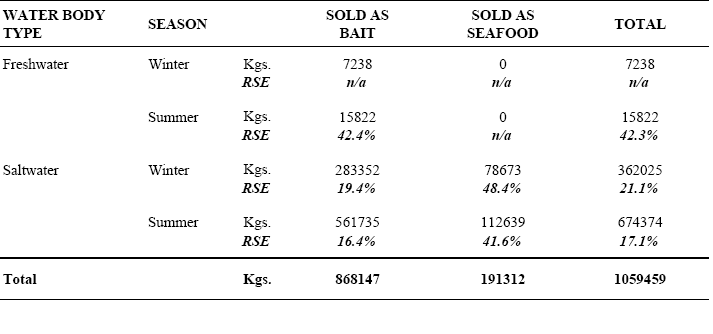 WATER BODY TYPE SEASON SOLD AS BAIT SOLD AS SEAFOOD TOTAL
Freshwater Winter Kgs. 7238 0 7238
RSE n/a n/a n/a
Summer Kgs. 15822 0 15822
RSE 42.4% n/a 42.3%
Saltwater Winter Kgs. 283352 78673 362025
RSE 19.4% 48.4% 21.1%
Summer Kgs. 561735 112639 674374
RSE 16.4% 41.6% 17.1%
Total Kgs. 868147 191312 1059459